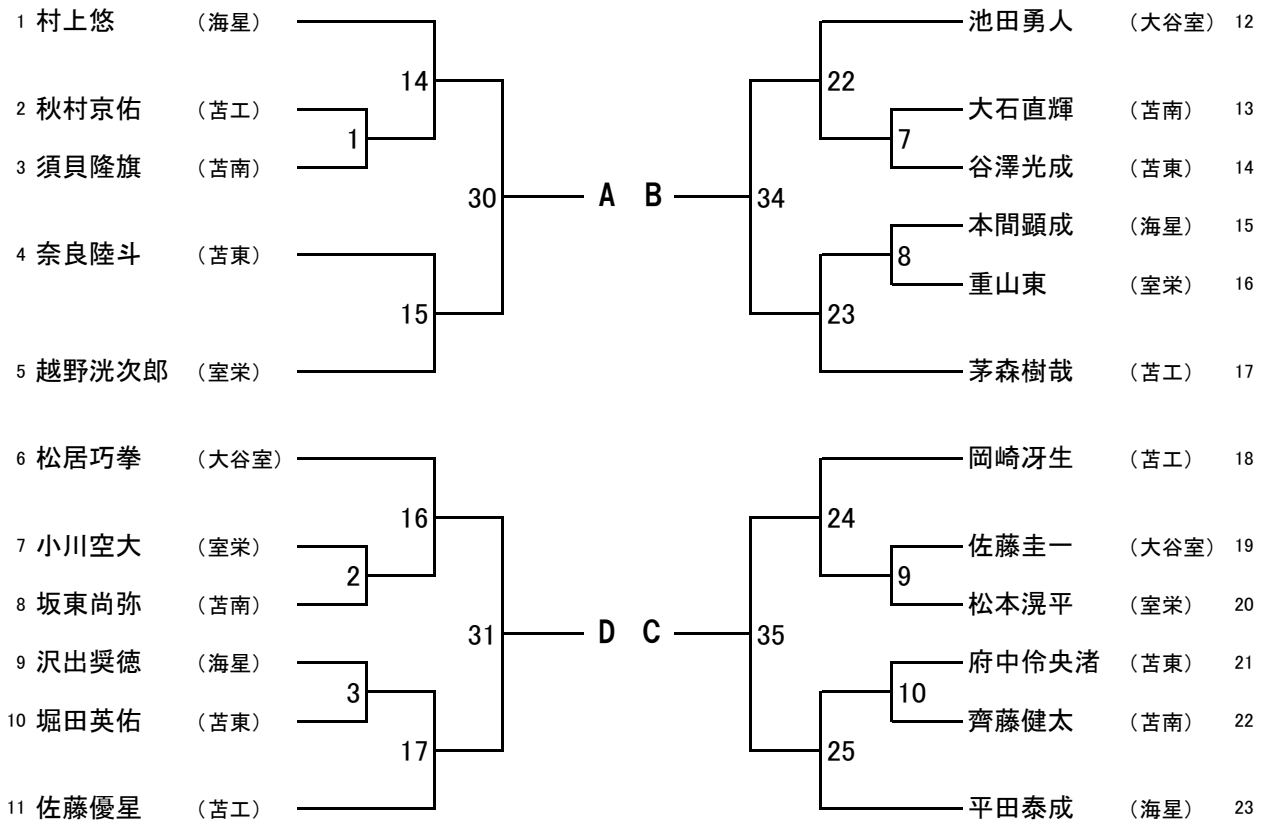 1 村上悠 （海星）
14
2 秋村京佑 （苫工）
1
3 須貝隆旗 （苫南）
30
A
4 奈良陸斗 （苫東）
15
5 越野洸次郎 （室栄）
6 松居巧拳 （大谷室）
16
7 小川空大 （室栄）
2
8 坂東尚弥 （苫南）
31
D
9 沢出奨徳 （海星）
3
10 堀田英佑 （苫東）
17
11 佐藤優星 （苫工）
池田勇人 （大谷室） 12
22
大石直輝 （苫南） 13
7
谷澤光成 （苫東） 14
B
34
本間顕成 （海星） 15
8
重山東 （室栄） 16
23
茅森樹哉 （苫工） 17
岡崎冴生 （苫工） 18
24
佐藤圭一 （大谷室） 19
9
松本滉平 （室栄） 20
C
35
府中伶央渚 （苫東） 21
10
齊藤健太 （苫南） 22
25
平田泰成 （海星） 23